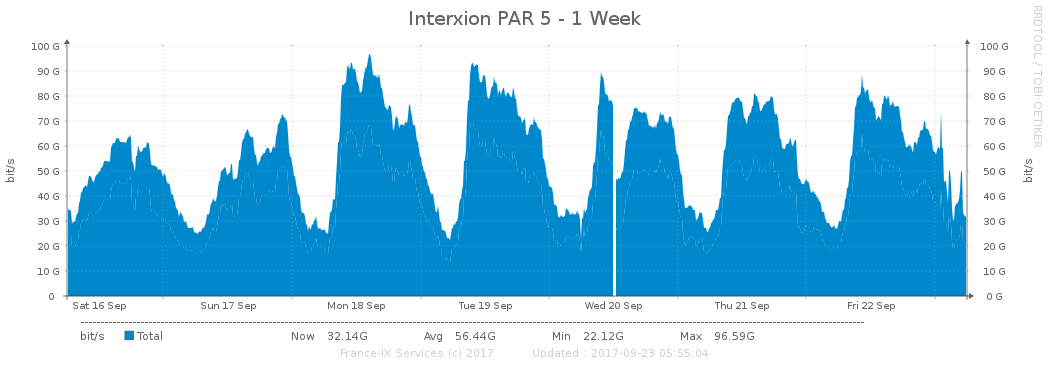 Interxion PAR 5 - 1 Week
RRDTOOL / TOBI OETIKER
100 G 100 G
90 G 90 G
80 G 80 G
70 G 70 G
60 G 60 G
50 G 50 G
40 G 40 G
30 G 30 G
20 G 20 G
10 G 10 G
0 0 G
bit/s bit/s
Sat 16 Sep Sun 17 Sep Mon 18 Sep Tue 19 Sep Wed 20 Sep Thu 21 Sep Fri 22 Sep
bit/s Total Now 32.14G Avg 56.44G Min 22.12G Max 96.59G
France-IX Services (c) 2017 Updated : 2017-09-23 05:55:04